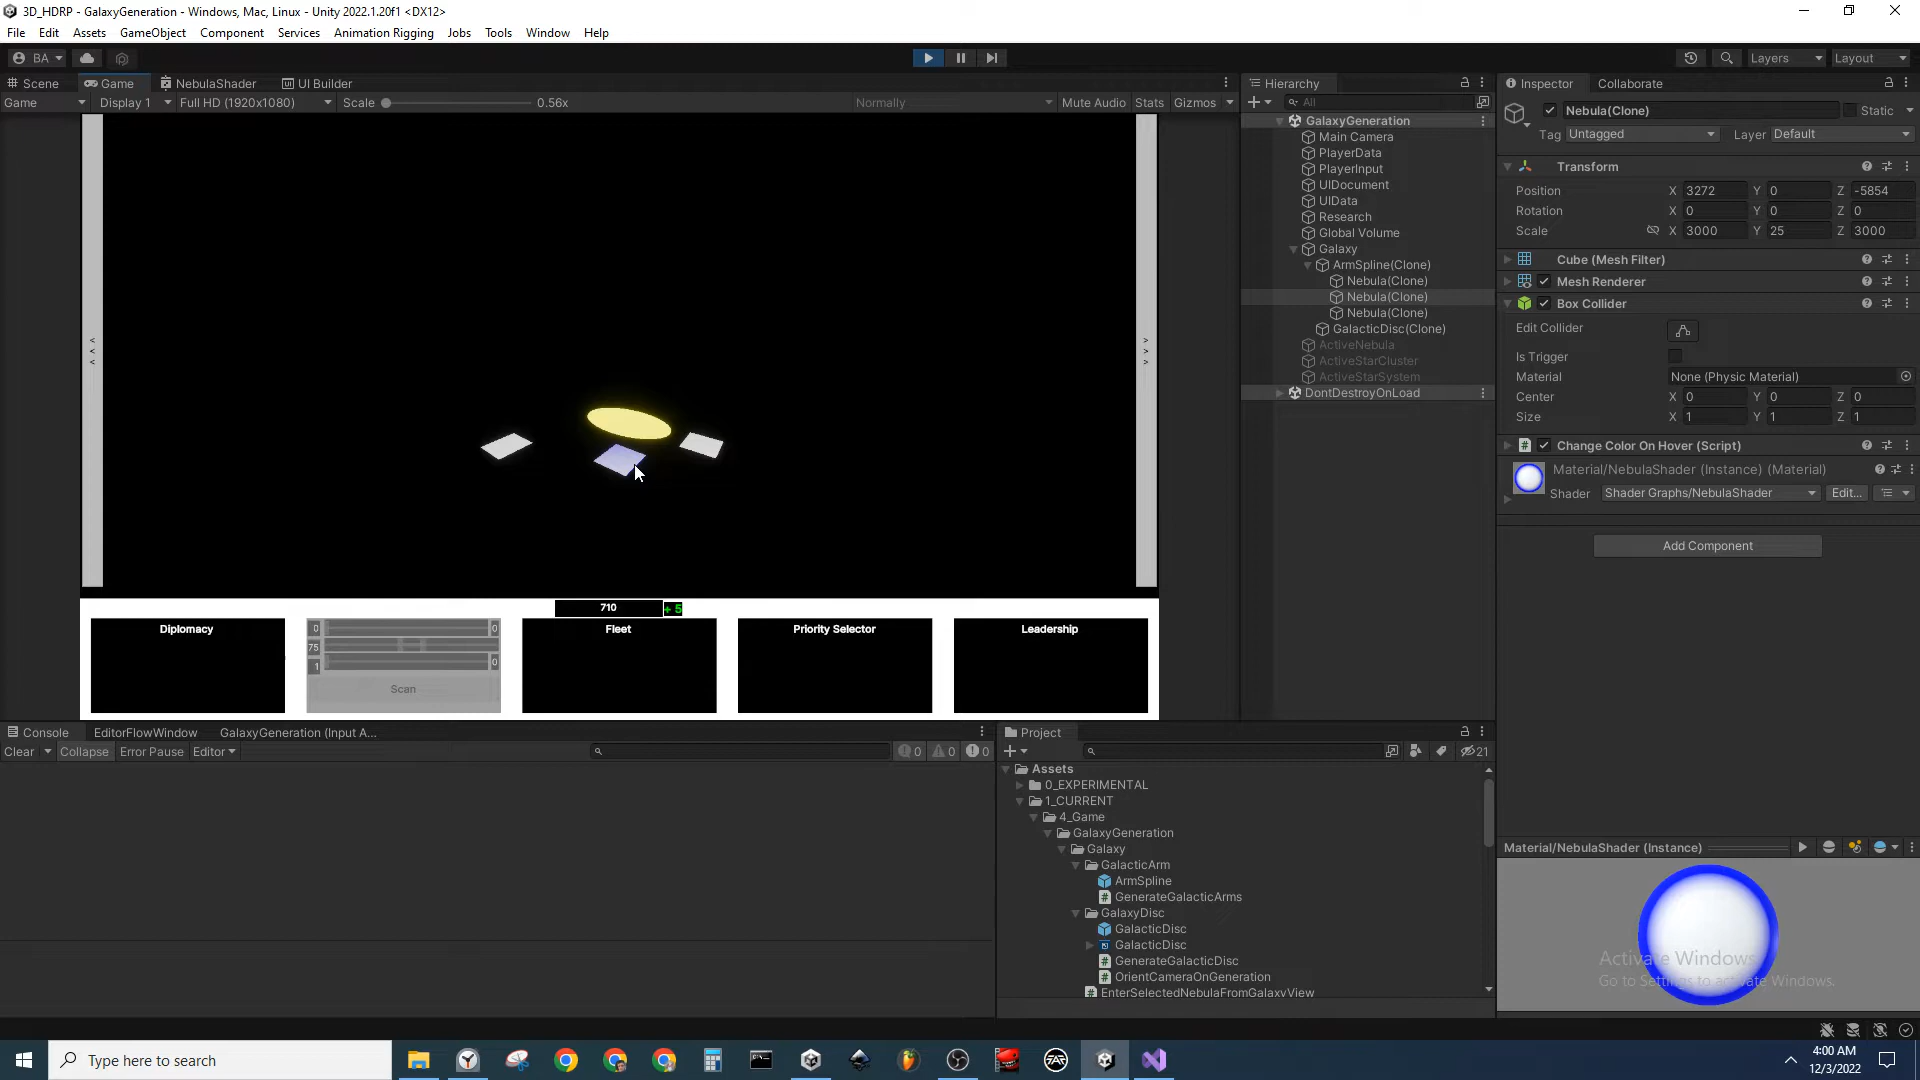 3D_HDRP - GalaxyGeneration - Windows, Mac, Linux - Unity 2022.1.20f1 <DX12>
File Edit Assets GameObject Component Services Animation Rigging Jobs Tools Window Help
BA
Layers
Layout
Scene Game NebulaShader UI Builder
Game Display 1 Full HD (1920x1080) Scale 0.56x Normally Mute Audio Stats Gizmos
<
<
<
>
>
>
710 + 5
Diplomacy
0 0
75
1 0
Scan
Fleet
Priority Selector
Leadership
Hierarchy
All
GalaxyGeneration
Main Camera
PlayerData
PlayerInput
UIDocument
UIData
Research
Global Volume
Galaxy
ArmSpline(Clone)
Nebula(Clone)
Nebula(Clone)
Nebula(Clone)
GalacticDisc(Clone)
ActiveNebula
ActiveStarCluster
ActiveStarSystem
DontDestroyOnLoad
Inspector Collaborate
Nebula(Clone) Static
Tag Untagged Layer Default
Transform
Position X 3272 Y 0 Z -5854
Rotation X 0 Y 0 Z 0
Scale X 3000 Y 25 Z 3000
Cube (Mesh Filter)
Mesh Renderer
Box Collider
Edit Collider
Is Trigger
Material None (Physic Material)
Center X 0 Y 0 Z 0
Size X 1 Y 1 Z 1
Change Color On Hover (Script)
Material/NebulaShader (Instance) (Material)
Shader Shader Graphs/NebulaShader Edit...
Add Component
Material/NebulaShader (Instance)
Activate Windows
Go to Settings to activate Windows.
Console EditorFlowWindow GalaxyGeneration (Input A...
Clear Collapse Error Pause Editor 0 0 0
Project
21
Assets
0_EXPERIMENTAL
1_CURRENT
4_Game
GalaxyGeneration
Galaxy
GalacticArm
ArmSpline
GenerateGalacticArms
GalaxyDisc
GalacticDisc
GalacticDisc
GenerateGalacticDisc
OrientCameraOnGeneration
EnterSelectedNebulaFromGalaxyView
Type here to search
4:00 AM
12/3/2022